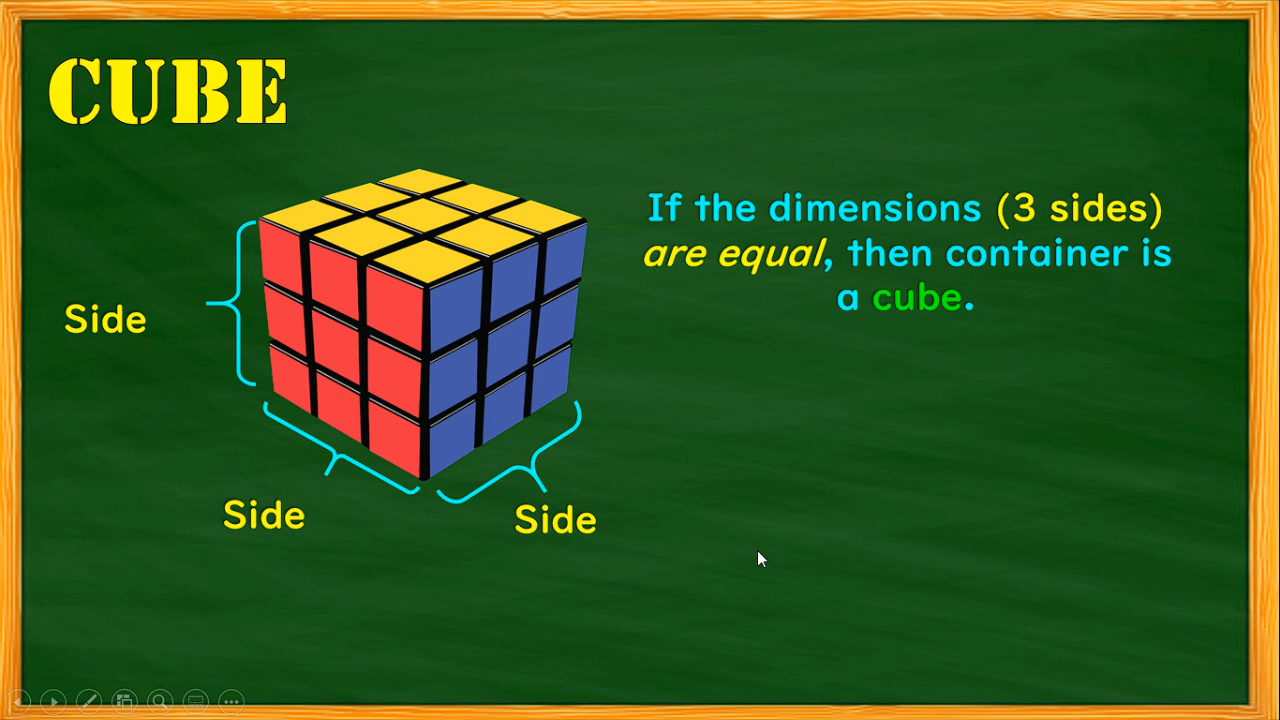 CUBE
If the dimensions (3 sides)
are equal, then container is
a cube.
Side
Side
Side